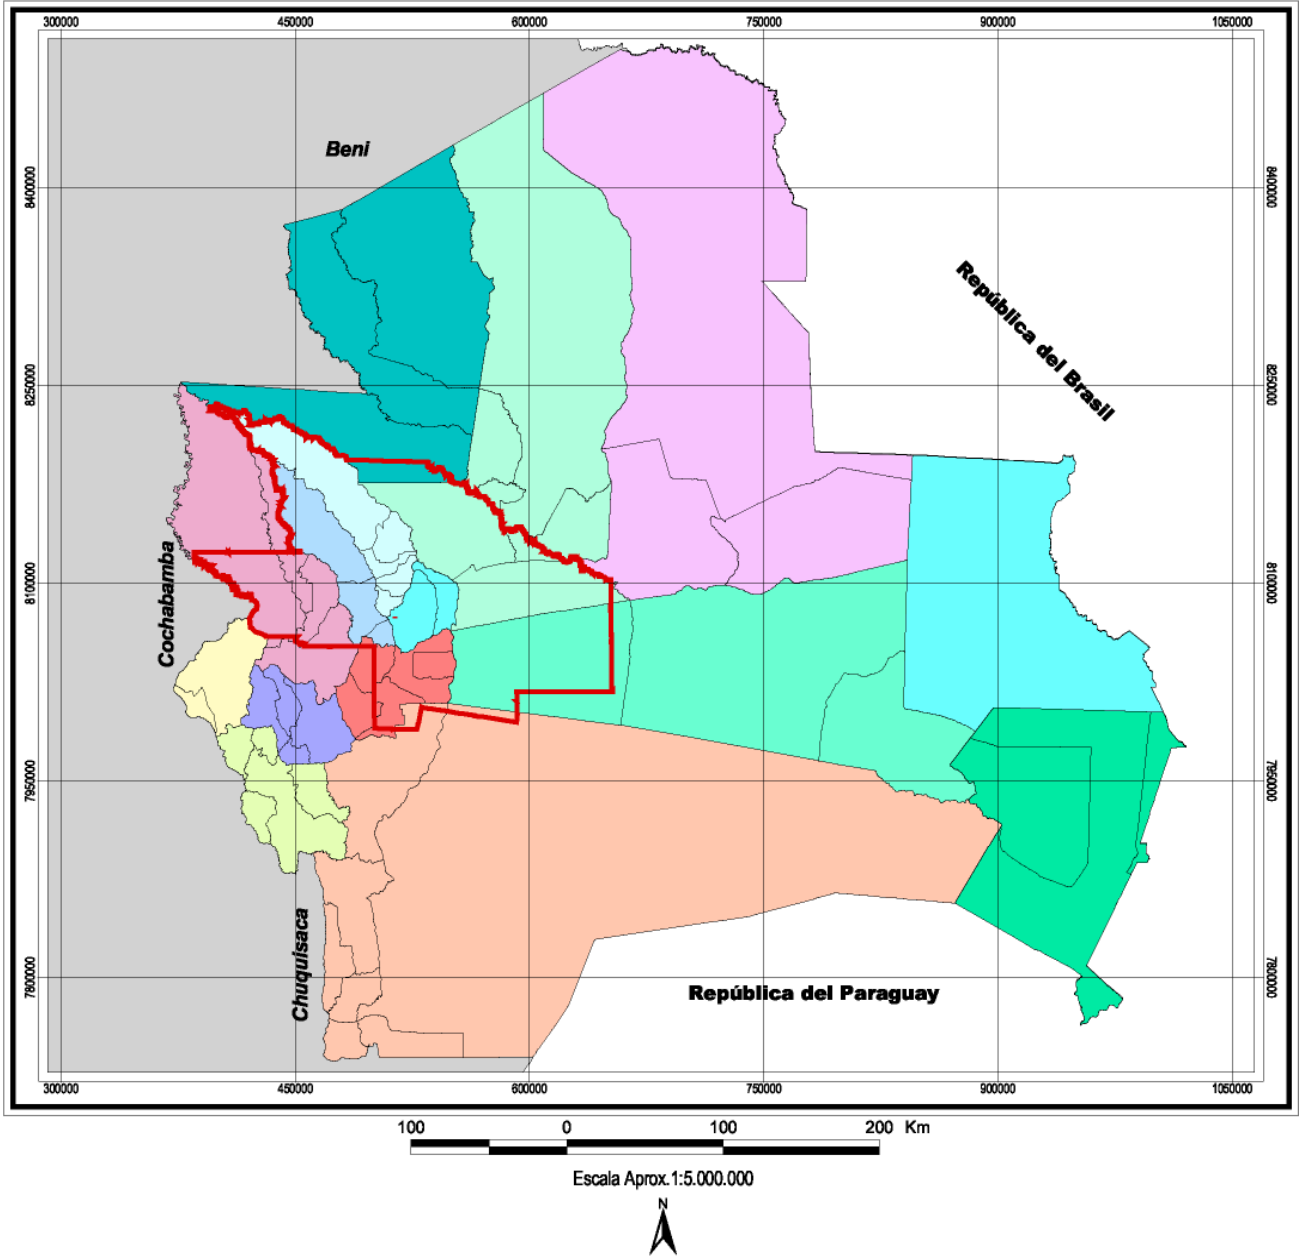 300000 450000 600000 750000 900000 1050000
Beni
8400000 8400000
República del Brasil
8250000 8250000
Cochabamba
8100000 8100000
7950000 7950000
Chuquisaca
República del Paraguay
7800000 7800000
300000 450000 600000 750000 900000 1050000
100 0 100 200 Km
Escala Aprox.1:5.000.000
N